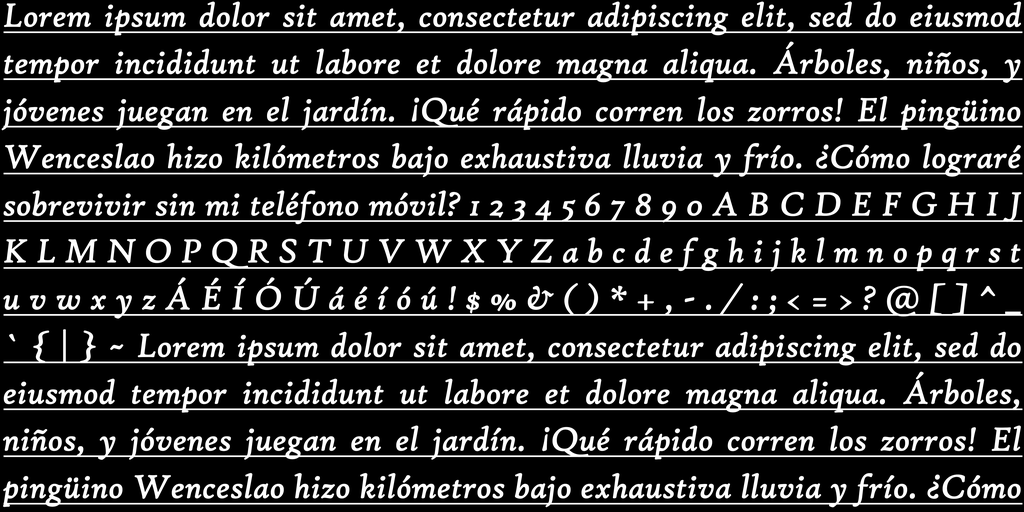 Lorem ipsum dolor sit amet, consectetur adipiscing elit, sed do eiusmod
tempor incididunt ut labore et dolore magna aliqua. Árboles, niños, y
jóvenes juegan en el jardín. ¡Qué rápido corren los zorros! El pingüino
Wenceslao hizo kilómetros bajo exhaustiva lluvia y frío. ¿Cómo lograré
sobrevivir sin mi teléfono móvil? 1 2 3 4 5 6 7 8 9 0 A B C D E F G H I J
K L M N O P Q R S T U V W X Y Z a b c d e f g h i j k l m n o p q r s t
u v w x y z Á É Í Ó Ú á é í ó ú ! $ % & ( ) * + , - . / : ; < = > ? @ [ ] ^ _
` { | } ~ Lorem ipsum dolor sit amet, consectetur adipiscing elit, sed do
eiusmod tempor incididunt ut labore et dolore magna aliqua. Árboles,
niños, y jóvenes juegan en el jardín. ¡Qué rápido corren los zorros! El
pingüino Wenceslao hizo kilómetros bajo exhaustiva lluvia y frío. ¿Cómo